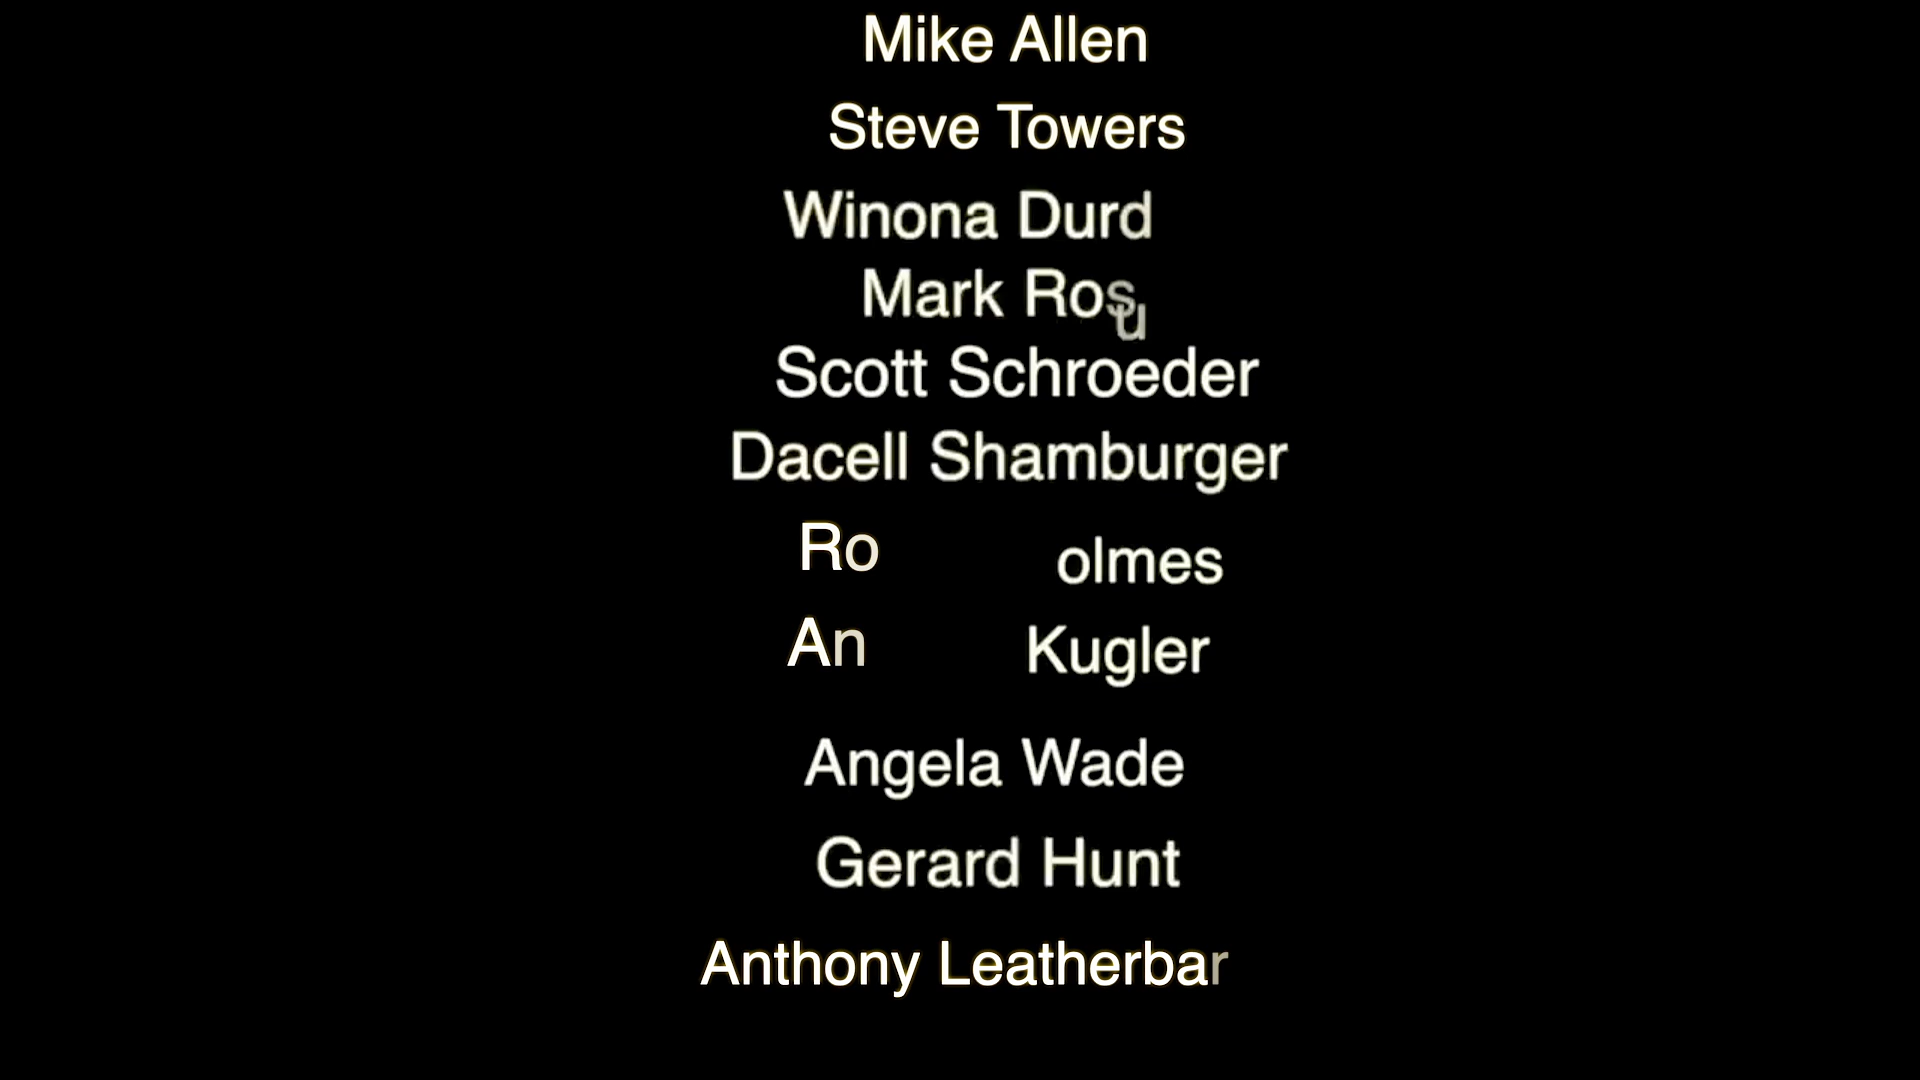 Mike Allen
Steve Towers
Winona Durd
Mark Ros
Scott Schroeder
Dacell Shamburger
Ro olmes
An Kugler
Angela Wade
Gerard Hunt
Anthony Leatherbar